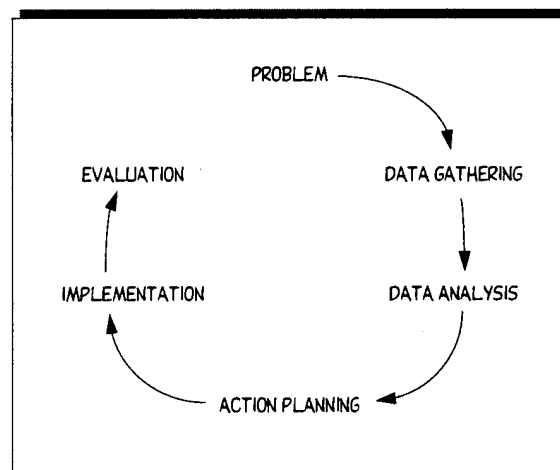 PROBLEM
DATA GATHERING
DATA ANALYSIS
ACTION PLANNING
IMPLEMENTATION
EVALUATION